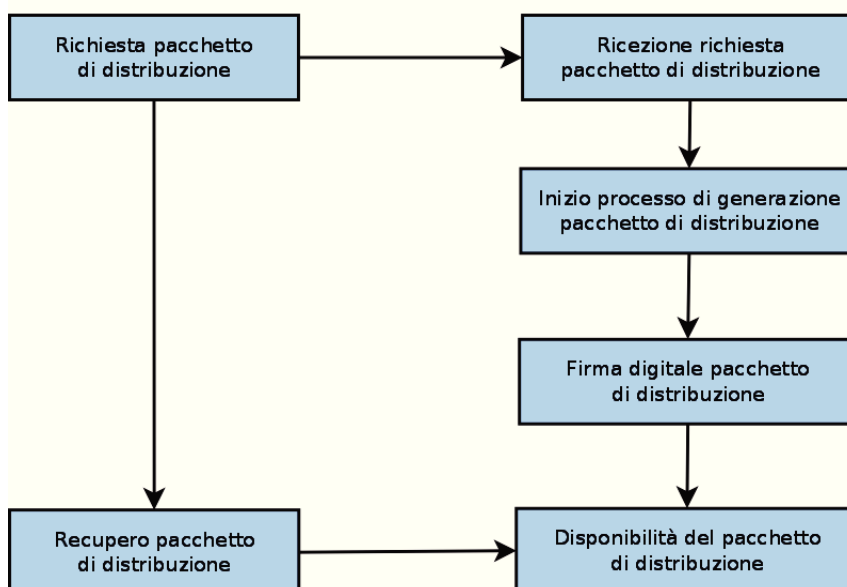 Richiesta pacchetto
di distribuzione
Ricezione richiesta
pacchetto di distribuzione
Inizio processo di generazione
pacchetto di distribuzione
Firma digitale pacchetto
di distribuzione
Recupero pacchetto
di distribuzione
Disponibilità del pacchetto
di distribuzione